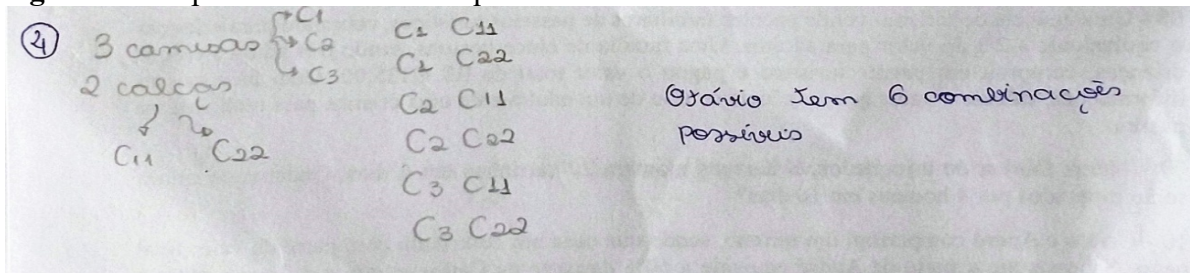 4 3 camisas C1
C2
C3
2 calças
C11 C22
C1 C11
C1 C22
C2 C11
C2 C22
C3 C11
C3 C22
Otávio tem 6 combinações
possíveis